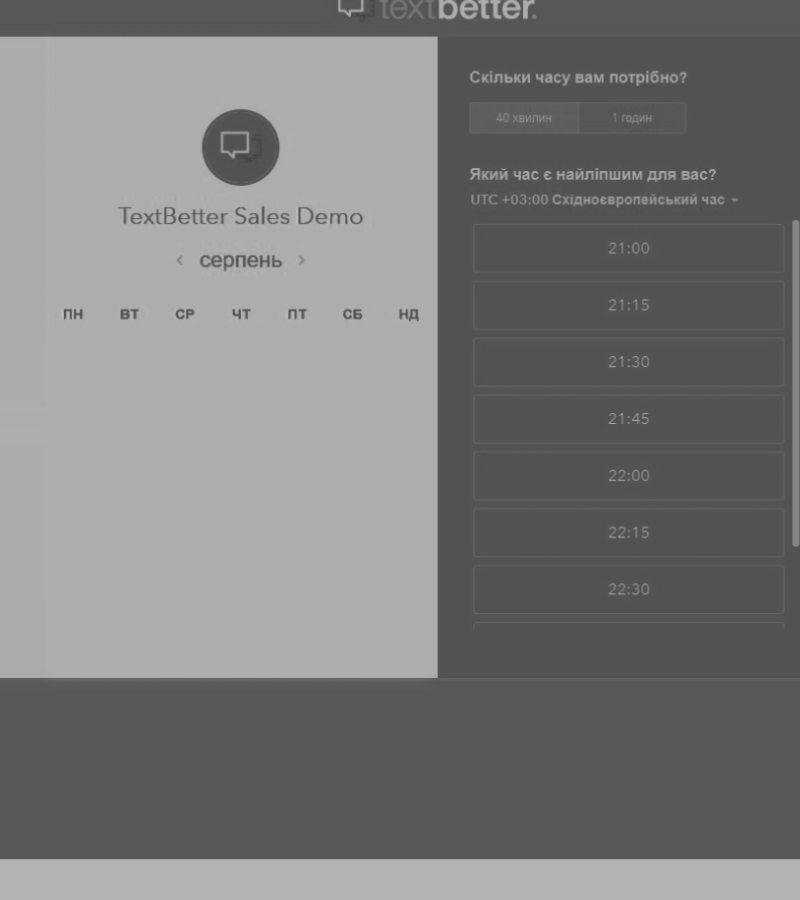 textbetter.
TextBetter Sales Demo
серпень
ПН ВТ СР ЧТ ПТ СБ НД
Скільки часу вам потрібно?
40 хвилин 1 годин
Який час є найліпшим для вас?
UTC +03:00 Східноєвропейський час
21:00
21:15
21:30
21:45
22:00
22:15
22:30